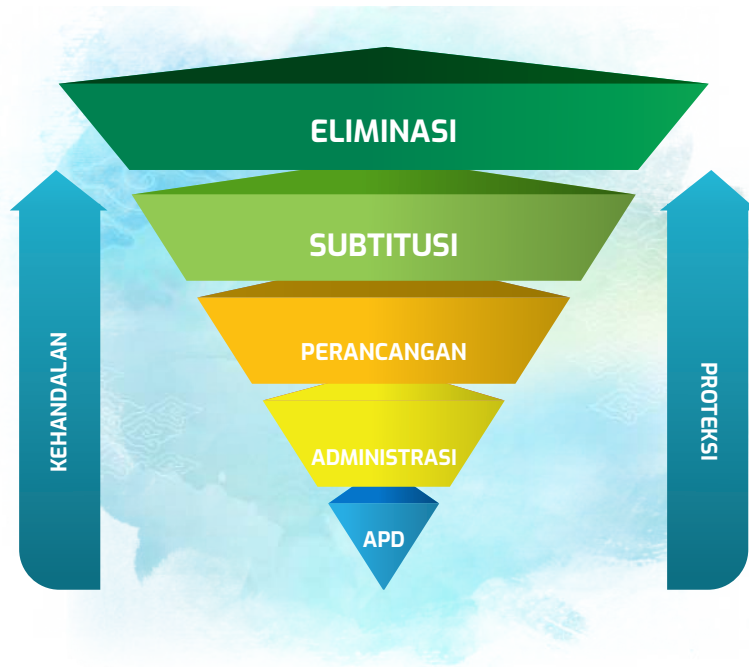 ELIMINASI
SUBTITUSI
PERANCANGAN
ADMINISTRASI
APD
KEHANDALAN
PROTEKSI